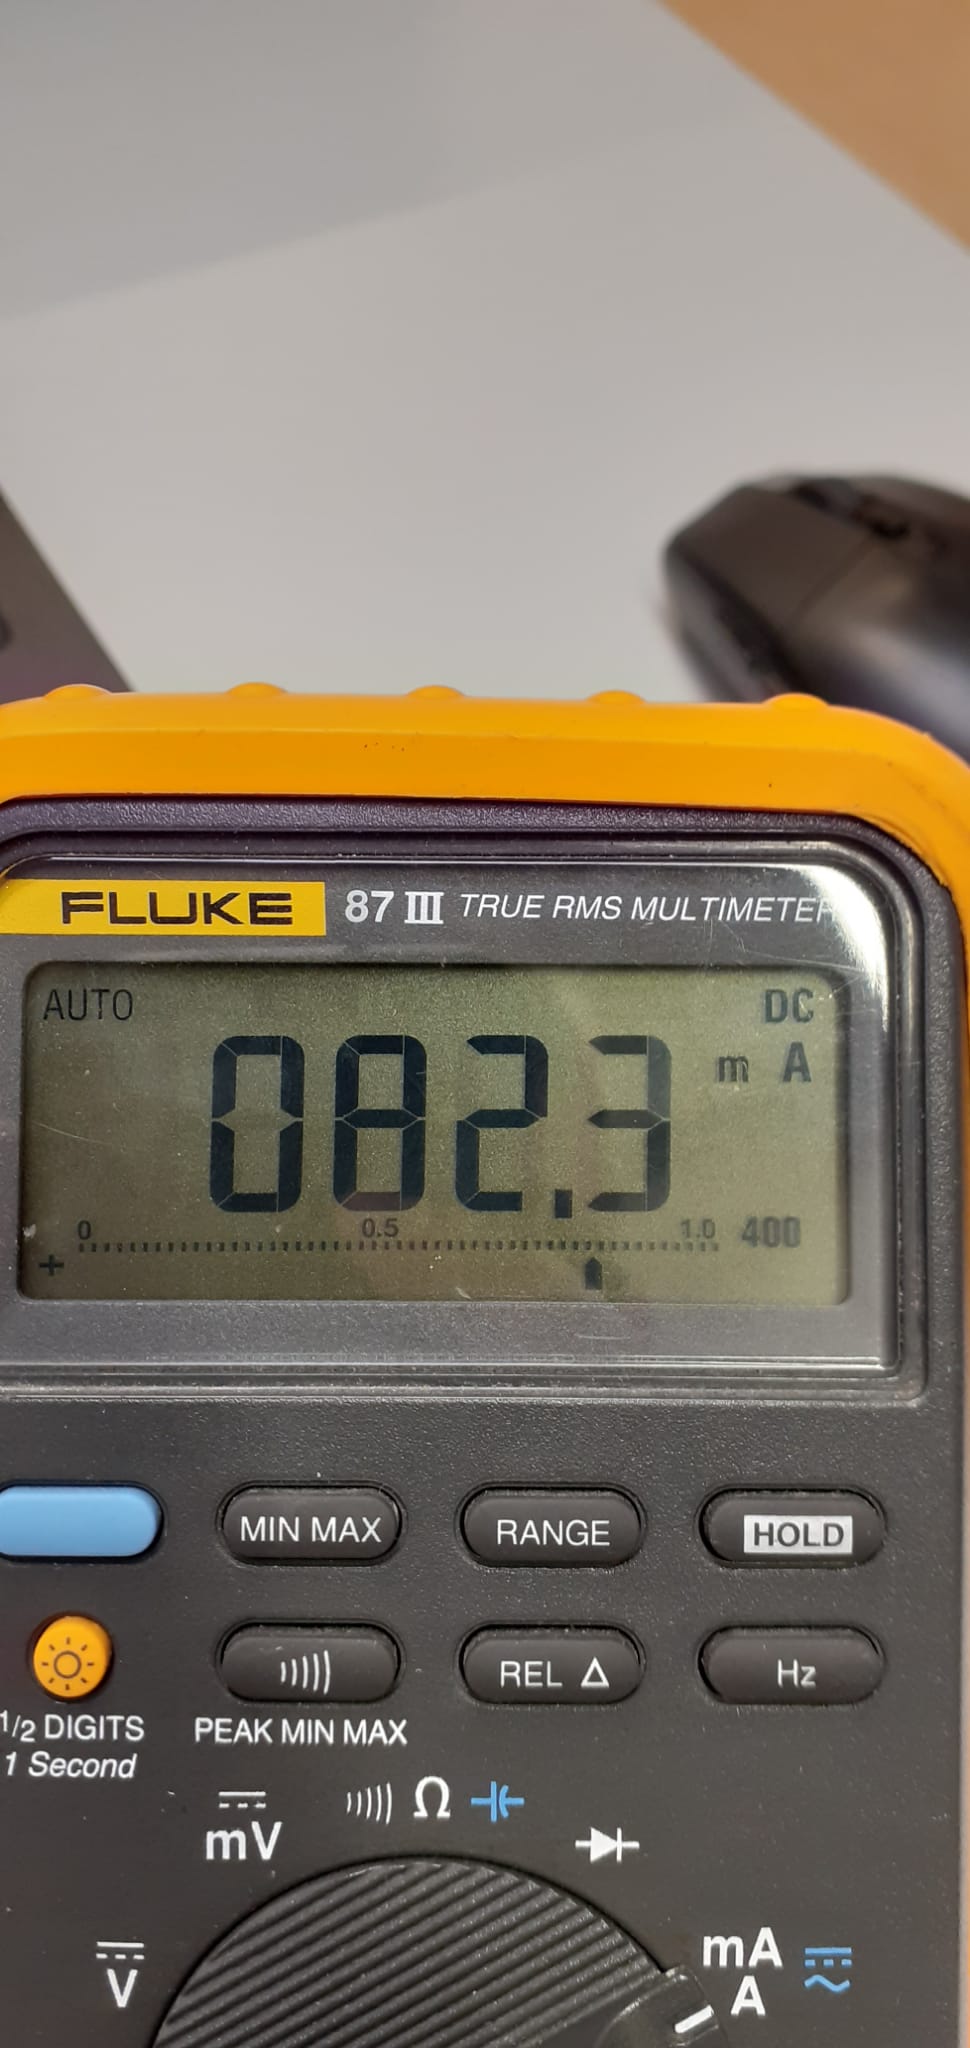 FLUKE 87 III TRUE RMS MULTIMETER
AUTO DC
082.3 m A
0 0.5 1.0 400
+
MIN MAX RANGE HOLD
REL Δ Hz
1/2 DIGITS PEAK MIN MAX
1 Second
mV Ω
V mA
A